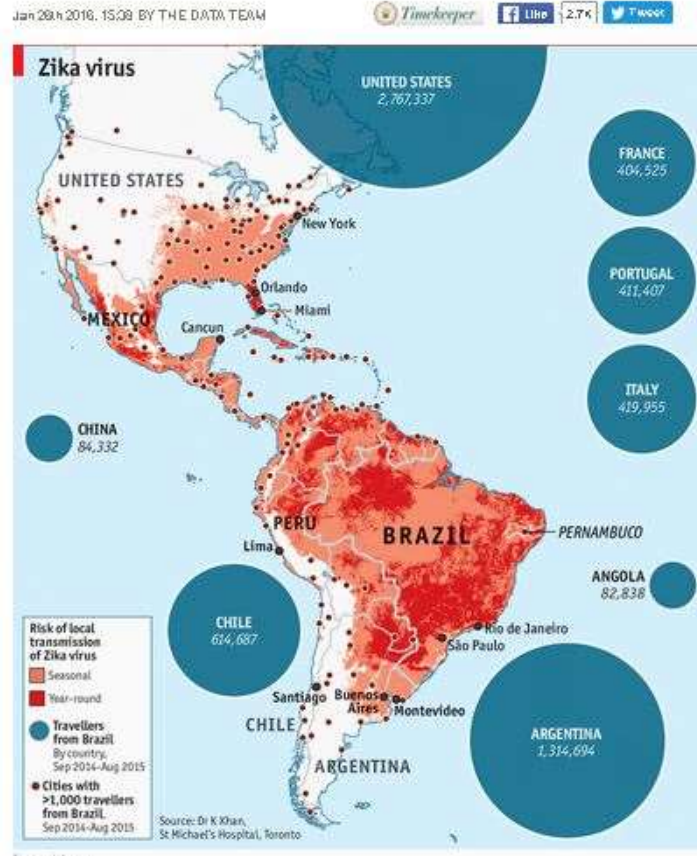 Jan 28th 2016, 15:38 BY THE DATA TEAM
Timekeeper
Like
2.7K
Tweet
Zika virus
UNITED STATES
2,767,337
FRANCE
404,525
UNITED STATES
New York
PORTUGAL
411,407
Orlando
Miami
MEXICO
Cancun
ITALY
419,955
CHINA
84,332
PERU
BRAZIL
PERNAMBUCO
Lima
ANGOLA
82,838
CHILE
614,687
Rio de Janeiro
São Paulo
Risk of local
transmission
of Zika virus
Seasonal
Year-round
Travellers
from Brazil
By country,
Sep 2014-Aug 2015
Cities with
>1,000 travellers
from Brazil
Sep 2014-Aug 2015
Santiago
Buenos
Aires
Montevideo
CHILE
ARGENTINA
ARGENTINA
1,314,694
Source: Dr K Khan,
St Michael's Hospital, Toronto